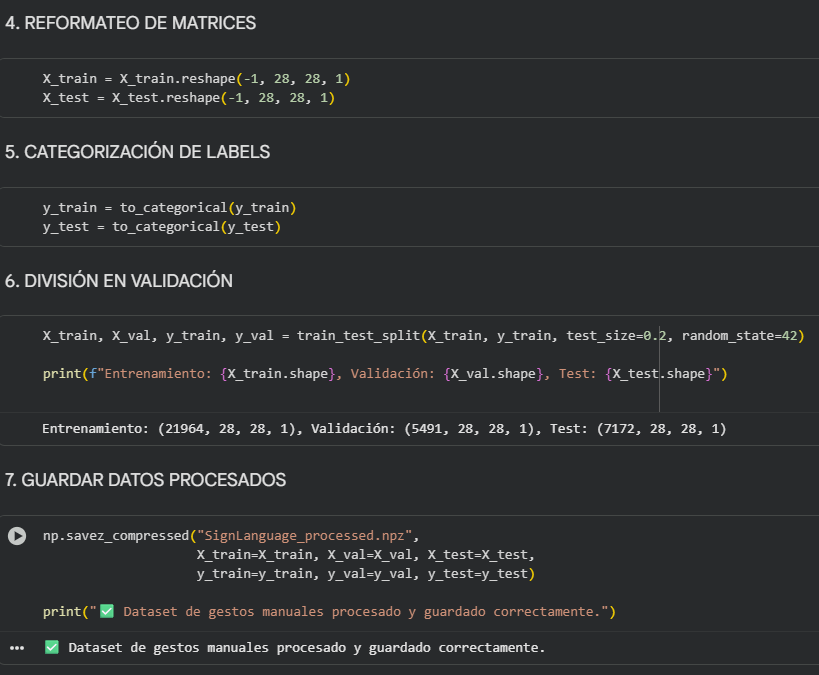 4. REFORMATEO DE MATRICES
X_train = X_train.reshape(-1, 28, 28, 1)
X_test = X_test.reshape(-1, 28, 28, 1)
5. CATEGORIZACIÓN DE LABELS
y_train = to_categorical(y_train)
y_test = to_categorical(y_test)
6. DIVISIÓN EN VALIDACIÓN
X_train, X_val, y_train, y_val = train_test_split(X_train, y_train, test_size=0.2, random_state=42)
print(f"Entrenamiento: {X_train.shape}, Validación: {X_val.shape}, Test: {X_test.shape}")
Entrenamiento: (21964, 28, 28, 1), Validación: (5491, 28, 28, 1), Test: (7172, 28, 28, 1)
7. GUARDAR DATOS PROCESADOS
np.savez_compressed("SignLanguage_processed.npz",
X_train=X_train, X_val=X_val, X_test=X_test,
y_train=y_train, y_val=y_val, y_test=y_test)
print("✅ Dataset de gestos manuales procesado y guardado correctamente.")
✅ Dataset de gestos manuales procesado y guardado correctamente.